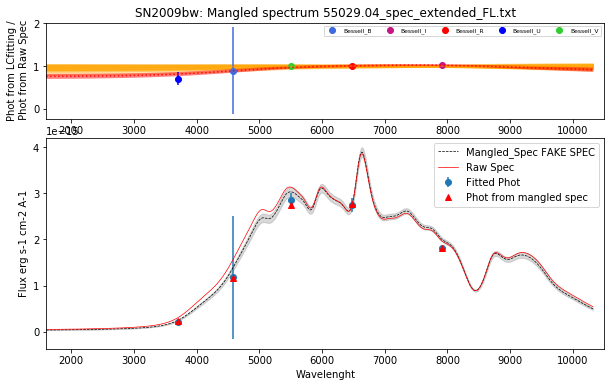 SN2009bw: Mangled spectrum 55029.04_spec_extended_FL.txt
Phot from LCfitting /
Phot from Raw Spec
2
1
0
Bessell_B Bessell_I Bessell_R Bessell_U Bessell_V
2000 3000 4000 5000 6000 7000 8000 9000 10000
1e-15
Flux erg s-1 cm-2 A-1
4
3
2
1
0
Mangled_Spec FAKE SPEC
Raw Spec
Fitted Phot
Phot from mangled spec
2000 3000 4000 5000 6000 7000 8000 9000 10000
Wavelenght